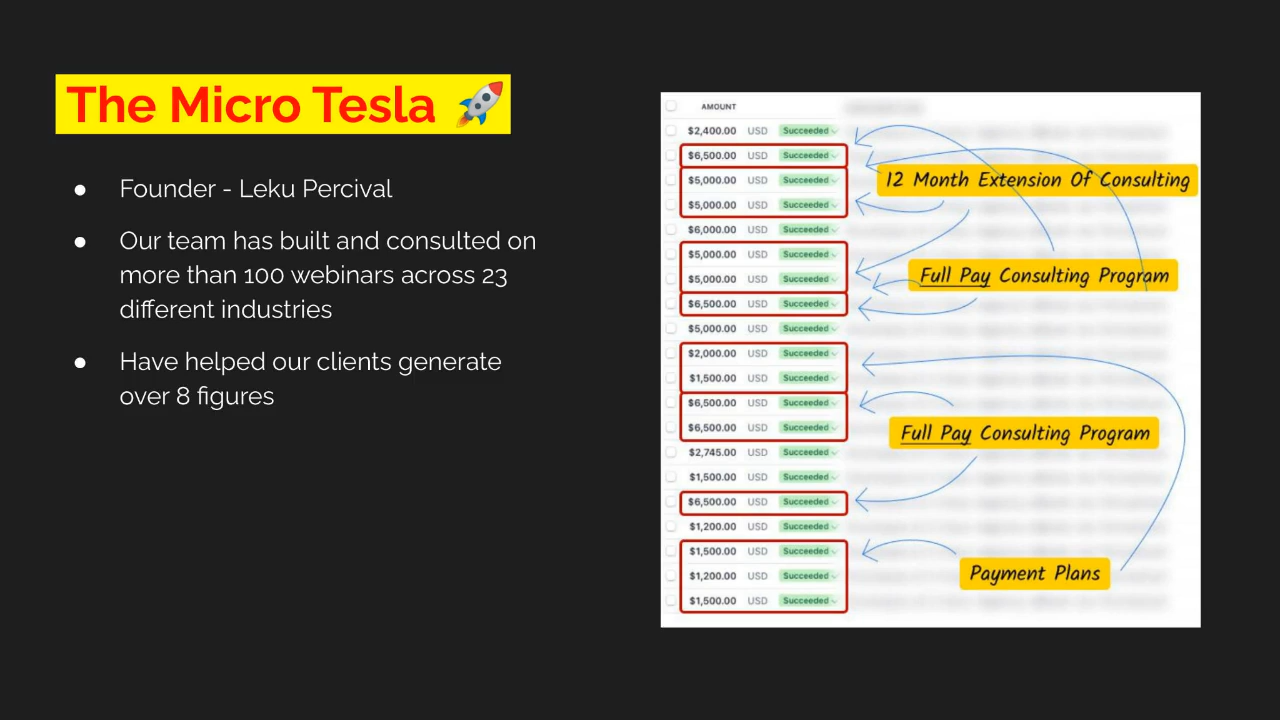 The Micro Tesla 🚀
● Founder - Leku Percival
● Our team has built and consulted on
more than 100 webinars across 23
different industries
● Have helped our clients generate
over 8 figures
AMOUNT
$2,400.00 USD Succeeded
$6,500.00 USD Succeeded
$5,000.00 USD Succeeded
$5,000.00 USD Succeeded
$6,000.00 USD Succeeded
$5,000.00 USD Succeeded
$5,000.00 USD Succeeded
$6,500.00 USD Succeeded
$5,000.00 USD Succeeded
$2,000.00 USD Succeeded
$1,500.00 USD Succeeded
$6,500.00 USD Succeeded
$6,500.00 USD Succeeded
$2,745.00 USD Succeeded
$1,500.00 USD Succeeded
$6,500.00 USD Succeeded
$1,200.00 USD Succeeded
$1,500.00 USD Succeeded
$1,200.00 USD Succeeded
$1,500.00 USD Succeeded
12 Month Extension Of Consulting
Full Pay Consulting Program
Full Pay Consulting Program
Payment Plans